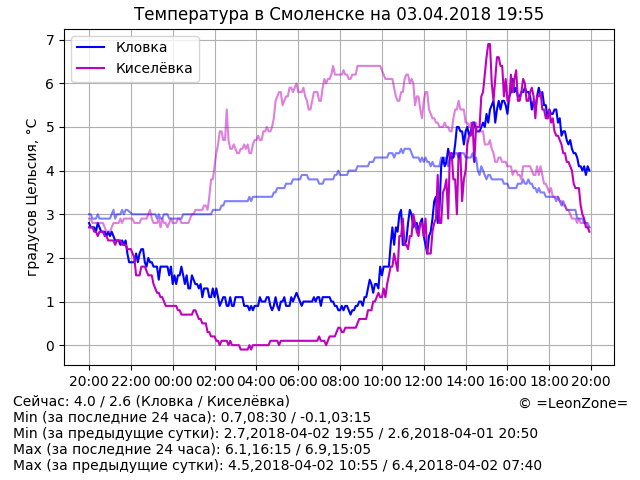 Температура в Смоленске на 03.04.2018 19:55
Кловка
Киселёвка
градусов Цельсия, °C
7
6
5
4
3
2
1
0
20:00 22:00 00:00 02:00 04:00 06:00 08:00 10:00 12:00 14:00 16:00 18:00 20:00
Сейчас: 4.0 / 2.6 (Кловка / Киселёвка)
© =LeonZone=
Min (за последние 24 часа): 0.7,08:30 / -0.1,03:15
Min (за предыдущие сутки): 2.7,2018-04-02 19:55 / 2.6,2018-04-01 20:50
Max (за последние 24 часа): 6.1,16:15 / 6.9,15:05
Max (за предыдущие сутки): 4.5,2018-04-02 10:55 / 6.4,2018-04-02 07:40